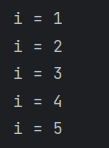 i = 1
i = 2
i = 3
i = 4
i = 5